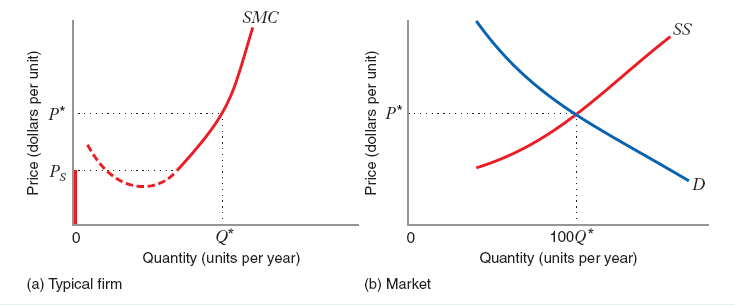 SMC
Price (dollars per unit)
P*
Ps
0
Q*
Quantity (units per year)
(a) Typical firm
SS
Price (dollars per unit)
P*
D
0
100Q*
Quantity (units per year)
(b) Market